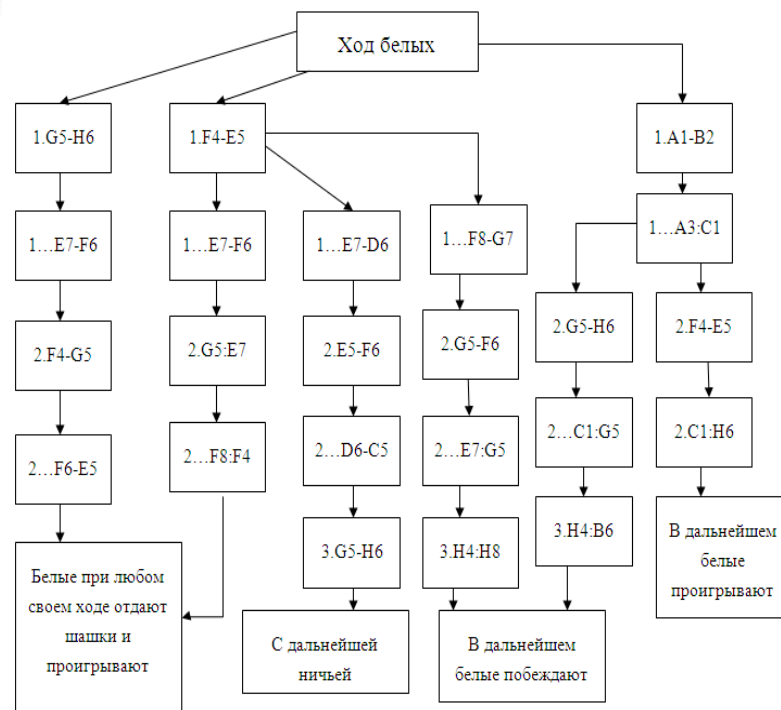 Ход белых
1.G5-H6
1.F4-E5
1.A1-B2
1…E7-F6
1…E7-F6
1…E7-D6
1…F8-G7
1…A3:C1
2.F4-G5
2.G5:E7
2.E5-F6
2.G5-F6
2.G5-H6
2.F4-E5
2…F6-E5
2…F8:F4
2…D6-C5
2…E7:G5
2…C1:G5
2.C1:H6
3.G5-H6
3.H4:H8
3.H4:B6
Белые при любом
своем ходе отдают
шашки и
проигрывают
С дальнейшей
ничьей
В дальнейшем
белые побеждают
В дальнейшем
белые
проигрывают